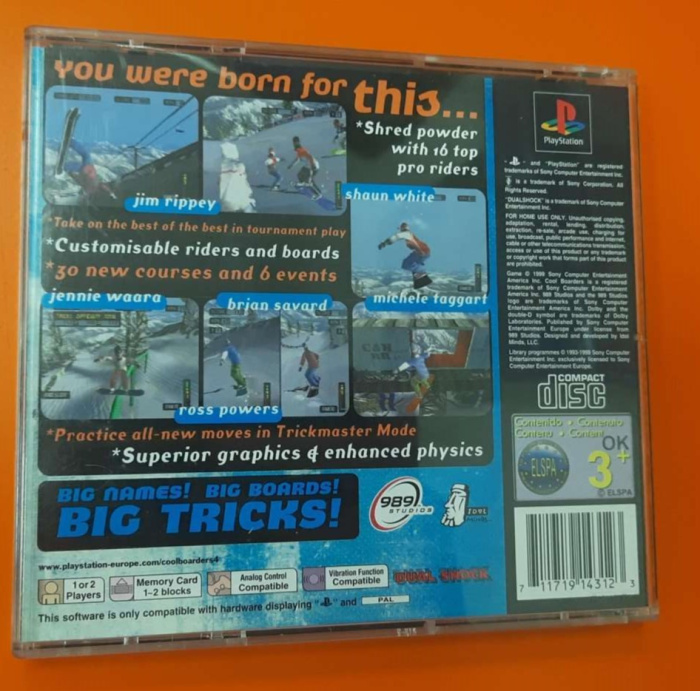 You were born for this...
*Shred powder
with 16 top
pro riders
jim rippey
shaun white
*Take on the best of the best in tournament play
*Customisable riders and boards
*30 new courses and 6 events
jennie waara
brian savard
michele taggart
ross powers
*Practice all-new moves in Trickmaster Mode
*Superior graphics & enhanced physics
BIG NAMES! BIG BOARDS!
BIG TRICKS!
989
STUDIOS
www.playstation-europe.com/coolboarders4
1 or 2
Players
Memory Card
1-2 blocks
Analog Control
Compatible
Vibration Function
Compatible
DUAL SHOCK
This software is only compatible with hardware displaying " " and PAL
PlayStation
" " and "PlayStation" are registered
trademarks of Sony Computer Entertainment Inc.
is a trademark of Sony Corporation. All
Rights Reserved.
"DUALSHOCK" is a trademark of Sony Computer
Entertainment Inc.
FOR HOME USE ONLY. Unauthorised copying,
adaptation, rental, lending, distribution,
extraction, re-sale, arcade use, charging for
use, broadcast, public performance and internet,
cable or other telecommunications transmission,
access or use of this product or any trademark
or copyright work that forms part of this product
are prohibited.
Game © 1999 Sony Computer Entertainment
America Inc. Cool Boarders is a registered
trademark of Sony Computer Entertainment
America Inc. 989 Studios and the 989 Studios
logo are trademarks of Sony Computer
Entertainment America Inc. Dolby and the
double-D symbol are trademarks of Dolby
Laboratories. Published by Sony Computer
Entertainment Europe under license from
989 Studios. Designed and developed by Idol
Minds, LLC.
Library programmes © 1993-1999 Sony Computer
Entertainment Inc. exclusively licensed to Sony
Computer Entertainment Europe.
COMPACT
disc
Contenido • Contenuto
Contenu • Content
ELSPA
OK
3+
© ELSPA
7 11719 14312 3